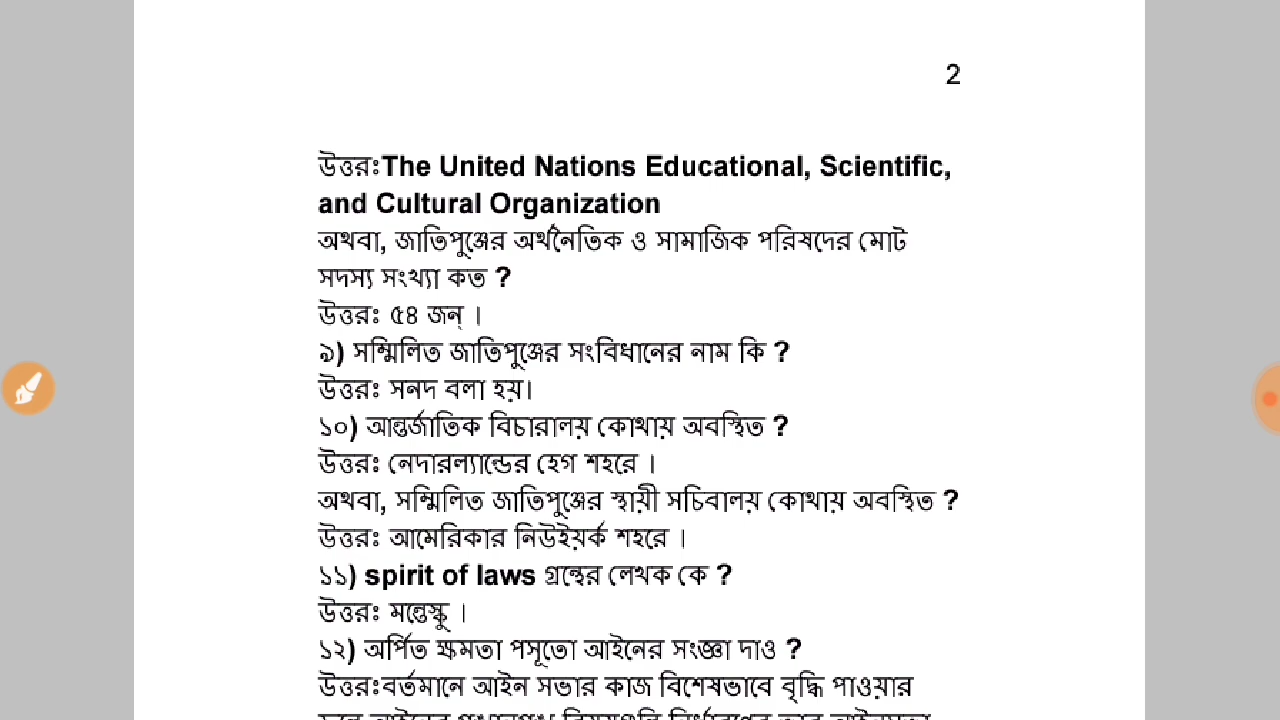 2
উত্তরঃThe United Nations Educational, Scientific,
and Cultural Organization
অথবা, জাতিপুঞ্জের অর্থনৈতিক ও সামাজিক পরিষদের মোট
সদস্য সংখ্যা কত ?
উত্তরঃ ৫৪ জন্ ।
৯) সম্মিলিত জাতিপুঞ্জের সংবিধানের নাম কি ?
উত্তরঃ সনদ বলা হয়।
১০) আন্তর্জাতিক বিচারালয় কোথায় অবস্থিত ?
উত্তরঃ নেদারল্যান্ডের হেগ শহরে ।
অথবা, সম্মিলিত জাতিপুঞ্জের স্থায়ী সচিবালয় কোথায় অবস্থিত ?
উত্তরঃ আমেরিকার নিউইয়র্ক শহরে ।
১১) spirit of laws গ্রন্থের লেখক কে ?
উত্তরঃ মন্তেস্কু ।
১২) অর্পিত ক্ষমতা পসূতো আইনের সংজ্ঞা দাও ?
উত্তরঃবর্তমানে আইন সভার কাজ বিশেষভাবে বৃদ্ধি পাওয়ার